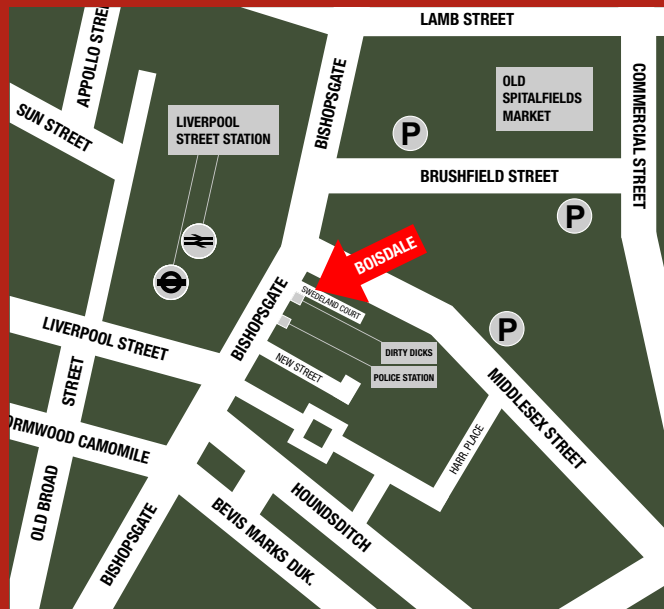 LAMB STREET
APPOLLO STREET
BISHOPSGATE
COMMERCIAL STREET
OLD
SPITALFIELDS
MARKET
SUN STREET
LIVERPOOL
STREET STATION
P
BRUSHFIELD STREET
P
BOISDALE
SWEDELAND COURT
BISHOPSGATE
LIVERPOOL STREET
P
DIRTY DICKS
NEW STREET
POLICE STATION
MIDDLESEX STREET
OLD BROAD STREET
ORMWOOD CAMOMILE
HARR. PLACE
HOUNDSDITCH
BEVIS MARKS DUK.
BISHOPSGATE